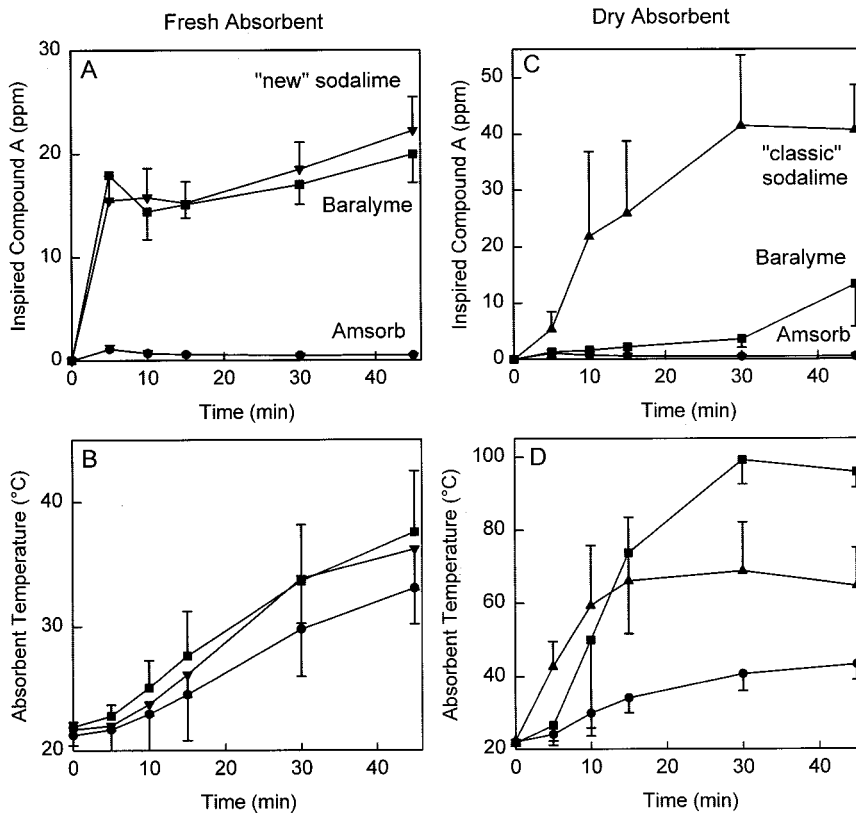 Fresh Absorbent
Dry Absorbent
A
"new" sodalime
Baralyme
Amsorb
Inspired Compound A (ppm)
30
20
10
0
0 10 20 30 40
Time (min)
C
"classic"
sodalime
Baralyme
Amsorb
Inspired Compound A (ppm)
50
40
30
20
10
0
0 10 20 30 40
Time (min)
B
Absorbent Temperature (°C)
40
30
20
0 10 20 30 40
Time (min)
D
Absorbent Temperature (°C)
100
80
60
40
20
0 10 20 30 40
Time (min)